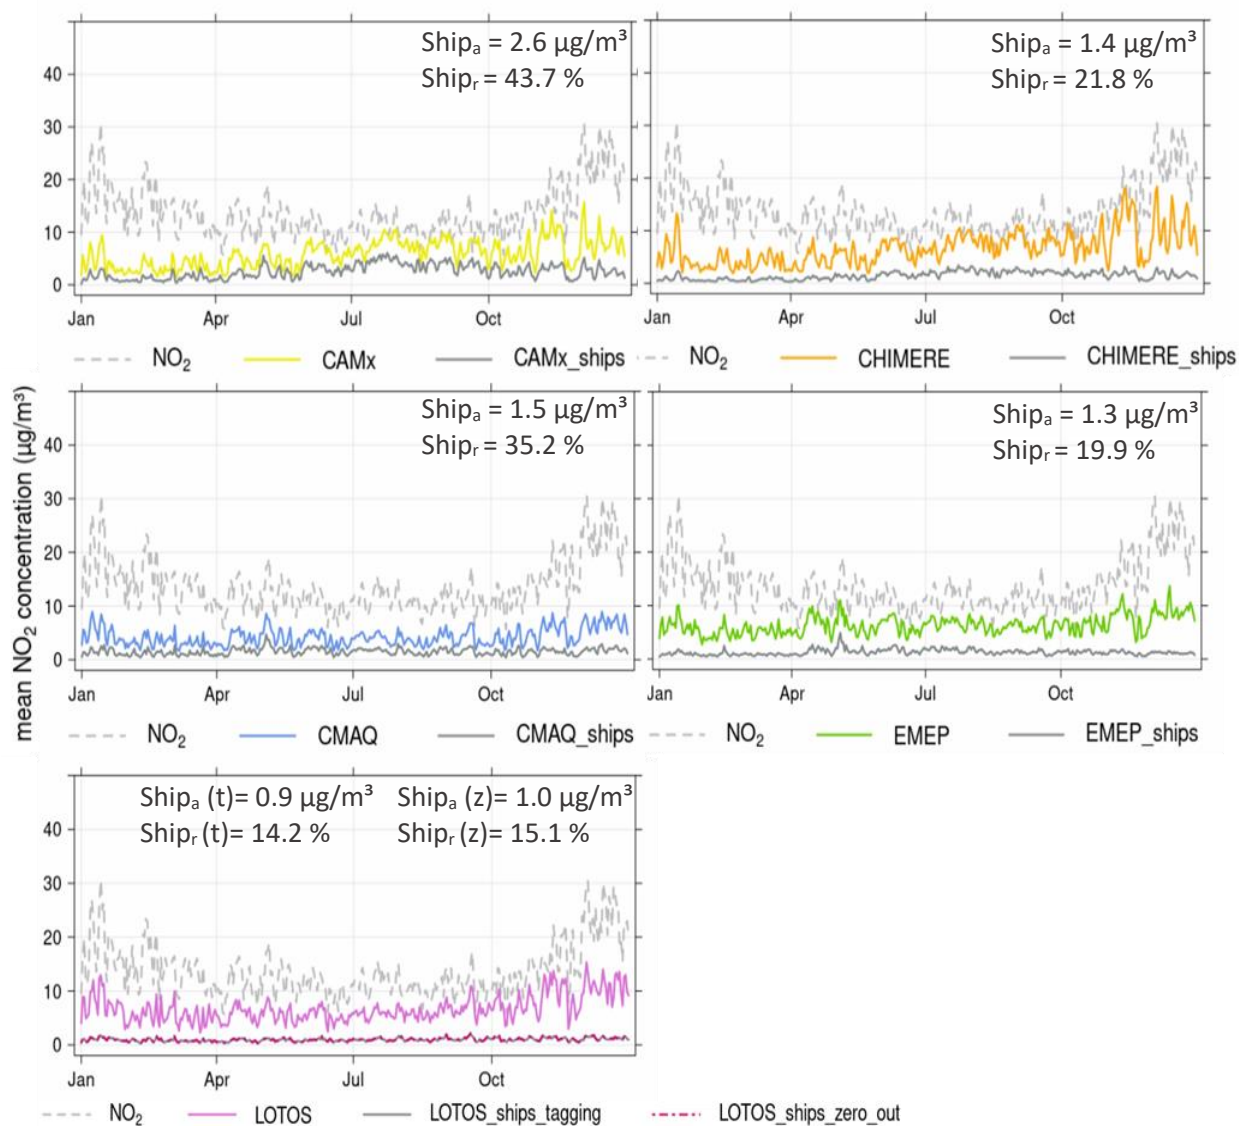 Shipₐ = 2.6 µg/m³
Shipᵣ = 43.7 %
40
30
20
10
0
Jan Apr Jul Oct
NO₂ CAMx CAMx_ships
Shipₐ = 1.4 µg/m³
Shipᵣ = 21.8 %
Jan Apr Jul Oct
NO₂ CHIMERE CHIMERE_ships
mean NO₂ concentration (µg/m³)
Shipₐ = 1.5 µg/m³
Shipᵣ = 35.2 %
40
30
20
10
0
Jan Apr Jul Oct
NO₂ CMAQ CMAQ_ships
Shipₐ = 1.3 µg/m³
Shipᵣ = 19.9 %
Jan Apr Jul Oct
NO₂ EMEP EMEP_ships
Shipₐ (t)= 0.9 µg/m³ Shipₐ (z)= 1.0 µg/m³
Shipᵣ (t)= 14.2 % Shipᵣ (z)= 15.1 %
40
30
20
10
0
Jan Apr Jul Oct
NO₂ LOTOS LOTOS_ships_tagging LOTOS_ships_zero_out